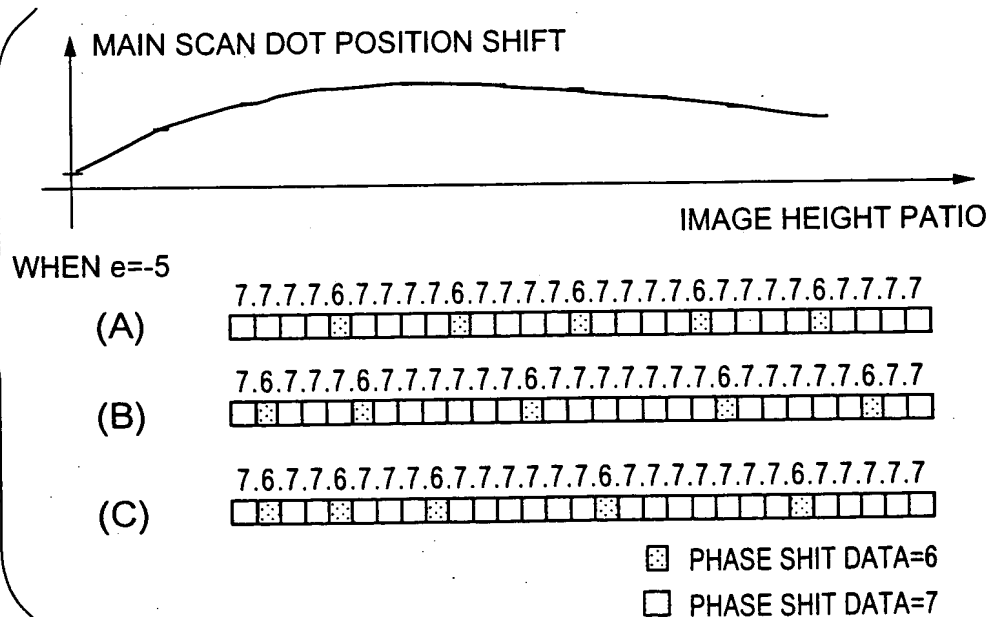 MAIN SCAN DOT POSITION SHIFT
IMAGE HEIGHT PATIO
WHEN e=-5
7.7.7.7.6.7.7.7.7.6.7.7.7.7.6.7.7.7.7.6.7.7.7.7.6.7.7.7.7
(A)
7.6.7.7.7.6.7.7.7.7.7.7.6.7.7.7.7.7.7.7.6.7.7.7.7.7.6.7.7
(B)
7.6.7.7.6.7.7.7.6.7.7.7.7.7.7.6.7.7.7.7.7.7.7.6.7.7.7.7.7
(C)
PHASE SHIT DATA=6
PHASE SHIT DATA=7